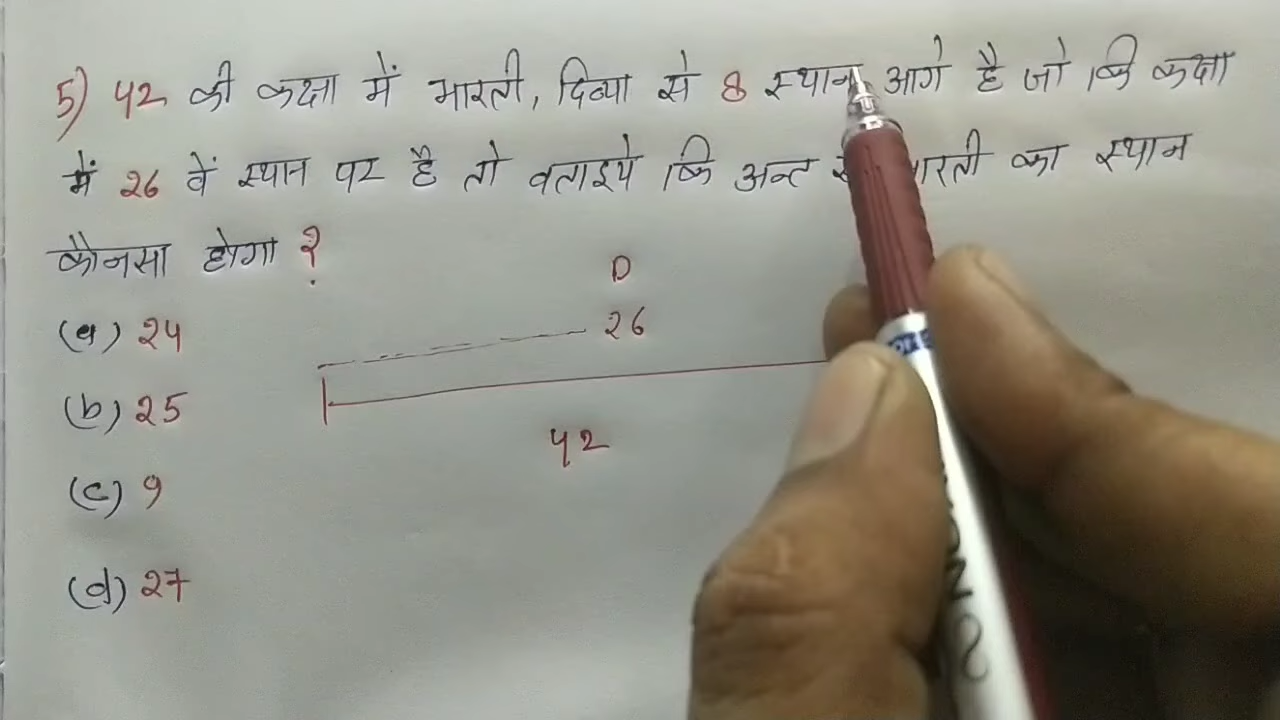 5) 42 की कक्षा में भारती, दिव्या से 8 स्थान आगे है जो कि कक्षा
में 26 वें स्थान पर है तो बताइये कि अन्त का स्थान
कौनसा होगा ?
D
(a) 24
26
(b) 25
42
(c) 9
(d) 27